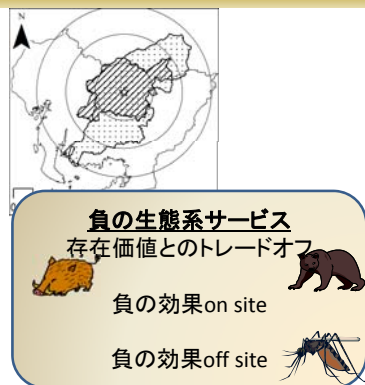 N
負の生態系サービス
存在価値とのトレードオフ
負の効果on site
負の効果off site